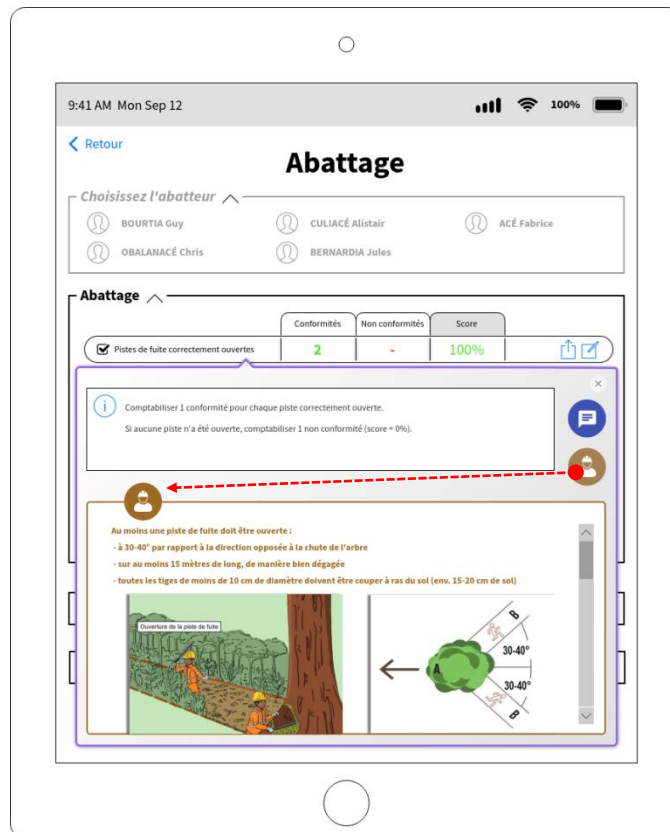 9:41 AM Mon Sep 12
100%
Retour
Abattage
Choisissez l'abatteur
BOURTIA Guy
CULIACÉ Alistair
ACÉ Fabrice
OBALANACÉ Chris
BERNARDIA Jules
Abattage
Conformités
Non conformités
Score
Pistes de fuite correctement ouvertes
2
-
100%
i
Comptabiliser 1 conformité pour chaque piste correctement ouverte.
Si aucune piste n'a été ouverte, comptabiliser 1 non conformité (score = 0%).
Au moins une piste de fuite doit être ouverte :
- à 30-40° par rapport à la direction opposée à la chute de l'arbre
- sur au moins 15 mètres de long, de manière bien dégagée
- toutes les tiges de moins de 10 cm de diamètre doivent être couper à ras du sol (env. 15-20 cm de sol)
Ouverture de la piste de fuite
B
30-40°
A
30-40°
B